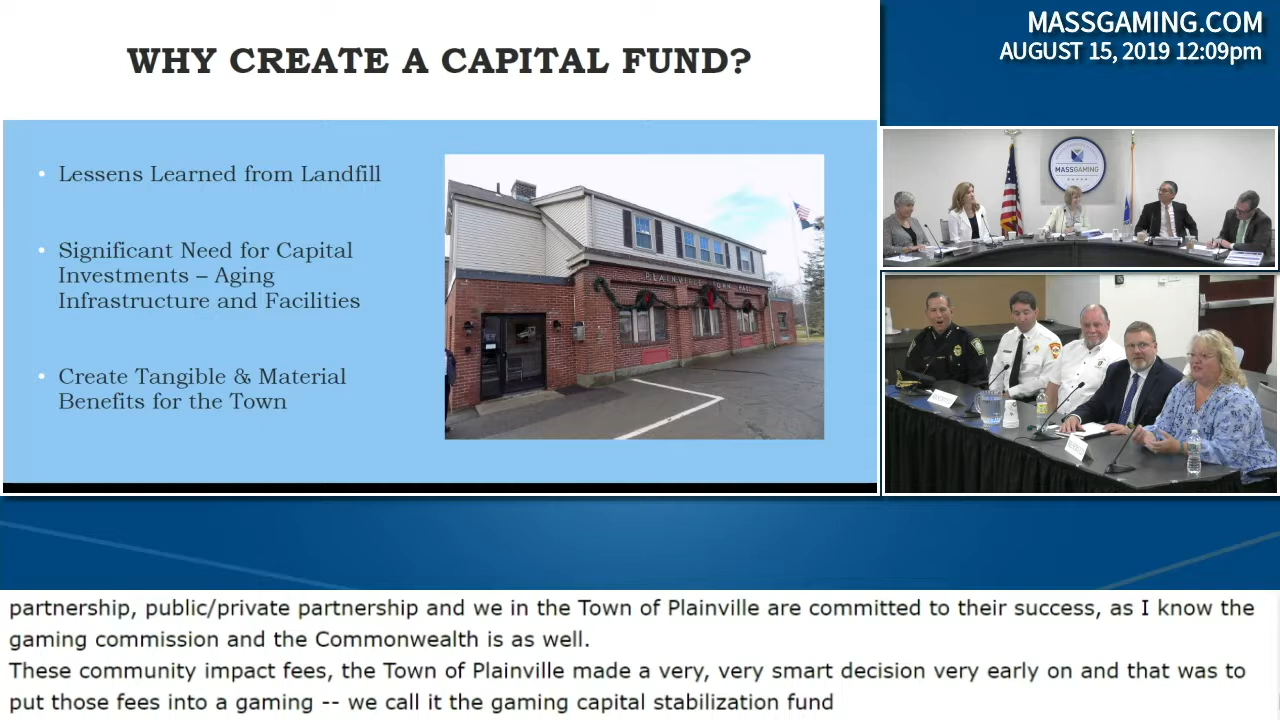 WHY CREATE A CAPITAL FUND?
MASSGAMING.COM
AUGUST 15, 2019 12:09pm
• Lessens Learned from Landfill
• Significant Need for Capital
Investments – Aging
Infrastructure and Facilities
• Create Tangible & Material
Benefits for the Town
PLAINVILLE TOWN HALL
MASSGAMING
partnership, public/private partnership and we in the Town of Plainville are committed to their success, as I know the
gaming commission and the Commonwealth is as well.
These community impact fees, the Town of Plainville made a very, very smart decision very early on and that was to
put those fees into a gaming -- we call it the gaming capital stabilization fund